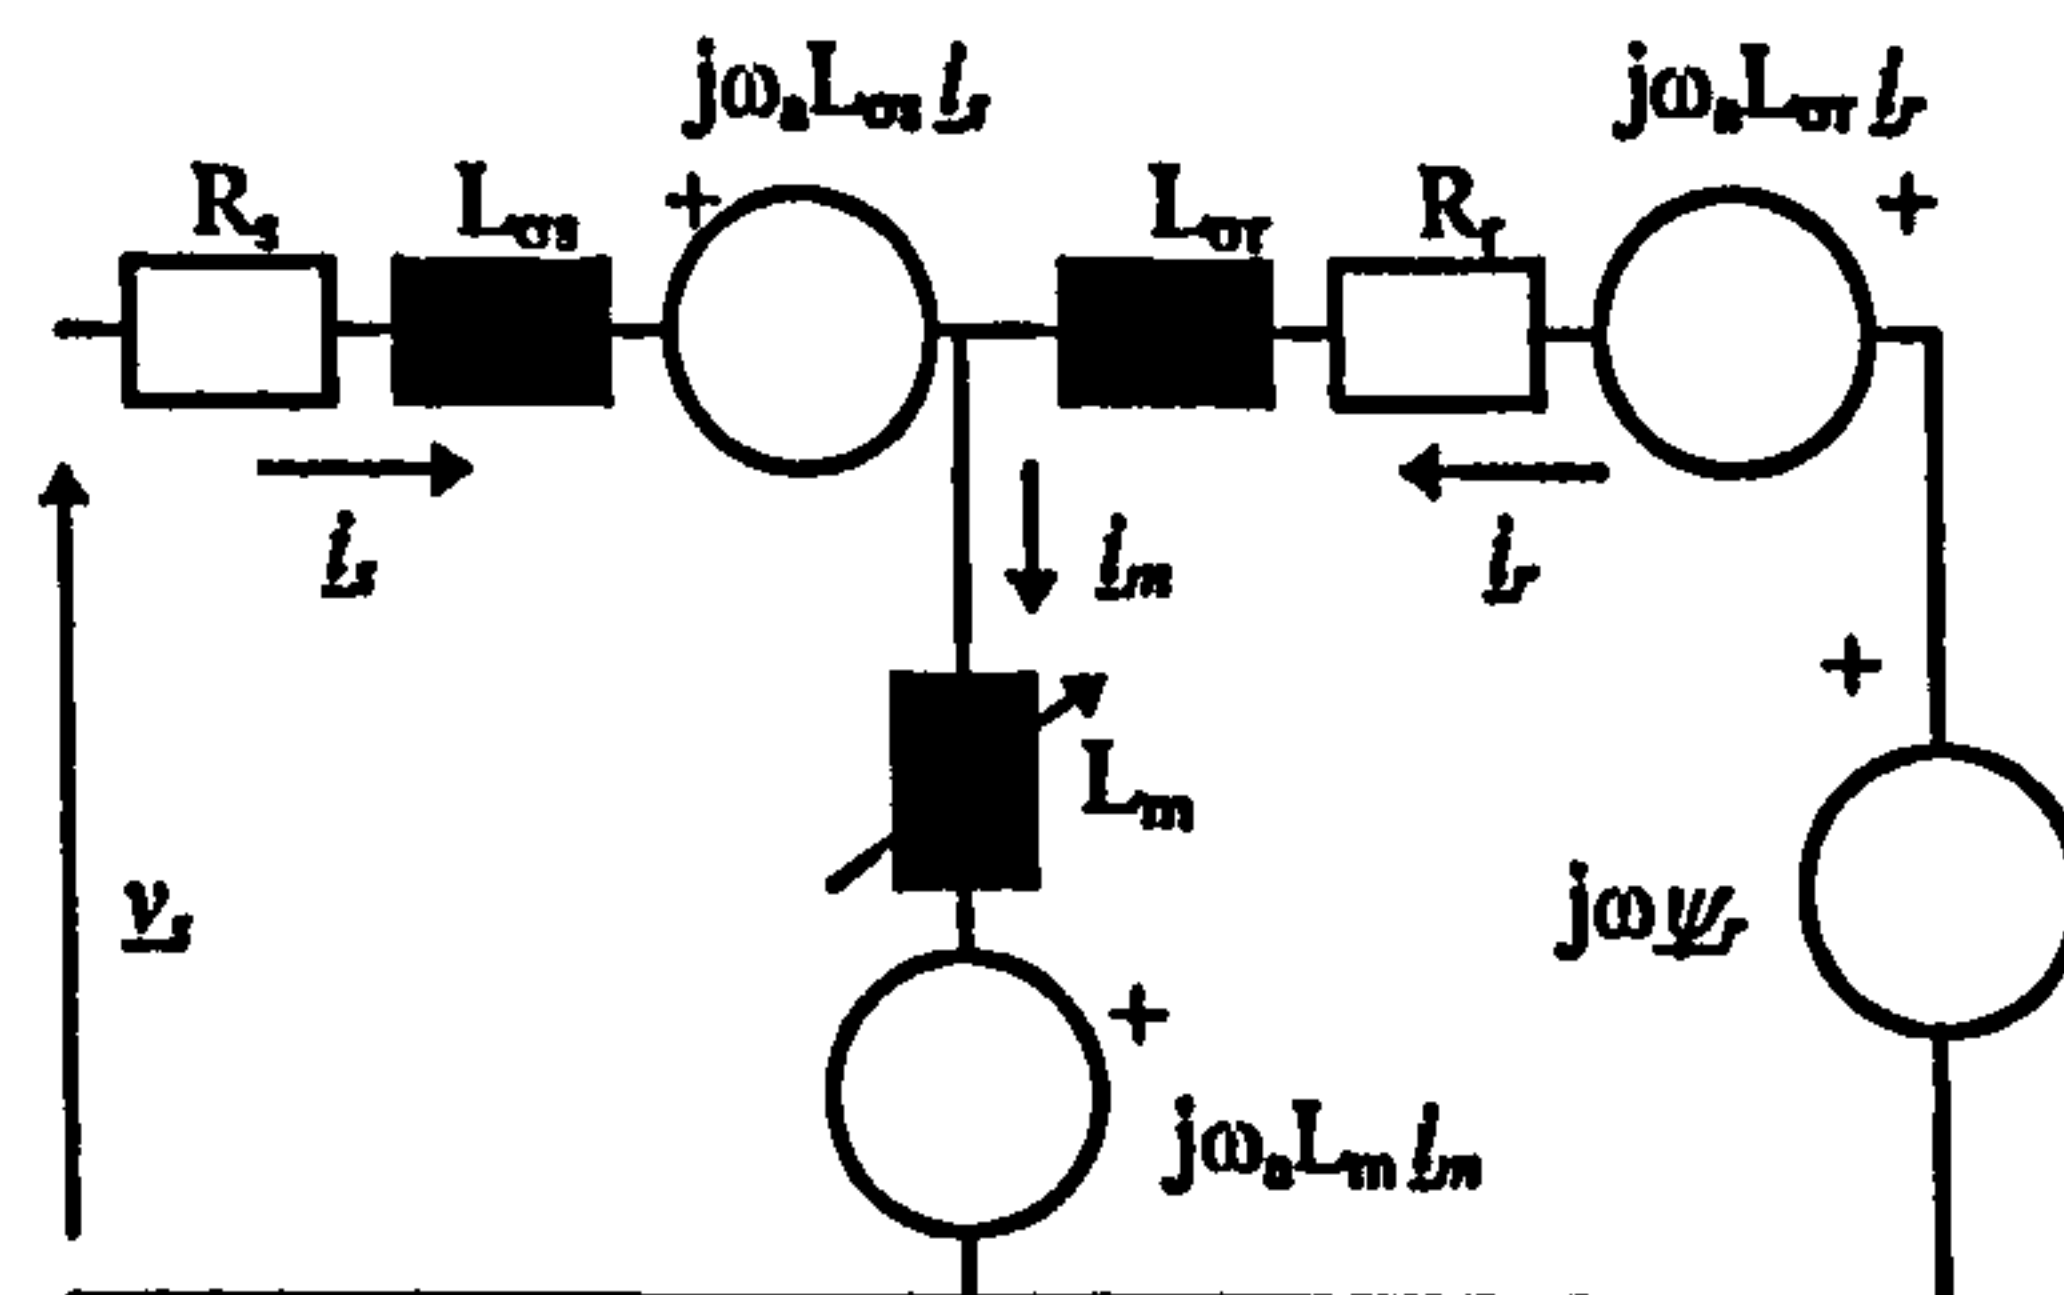 jωₐL_σs i_s
jωₐL_σr i_r
R_s
L_σs
+
L_σr
R_r
+
i_s
i_m
i_r
+
L_m
v_s
jωψ_r
+
jωₐL_m i_m